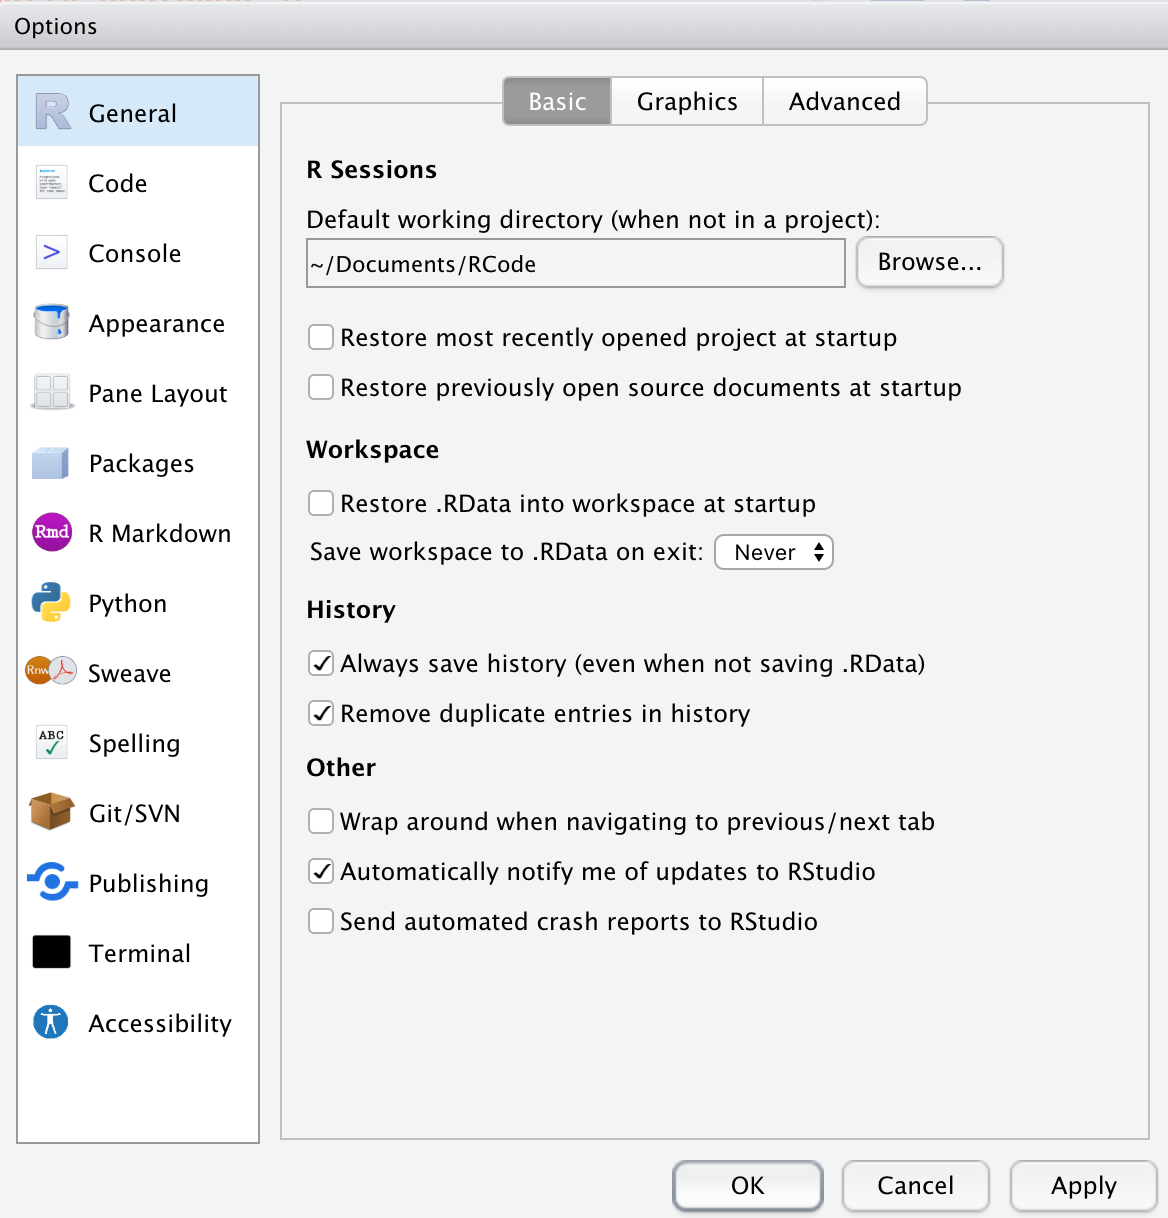 Options
General
Code
Console
Appearance
Pane Layout
Packages
R Markdown
Python
Sweave
Spelling
Git/SVN
Publishing
Terminal
Accessibility
Rmd
Rnw
ABC
Basic Graphics Advanced
R Sessions
Default working directory (when not in a project):
~/Documents/RCode Browse...
Restore most recently opened project at startup
Restore previously open source documents at startup
Workspace
Restore .RData into workspace at startup
Save workspace to .RData on exit: Never
History
Always save history (even when not saving .RData)
Remove duplicate entries in history
Other
Wrap around when navigating to previous/next tab
Automatically notify me of updates to RStudio
Send automated crash reports to RStudio
OK Cancel Apply